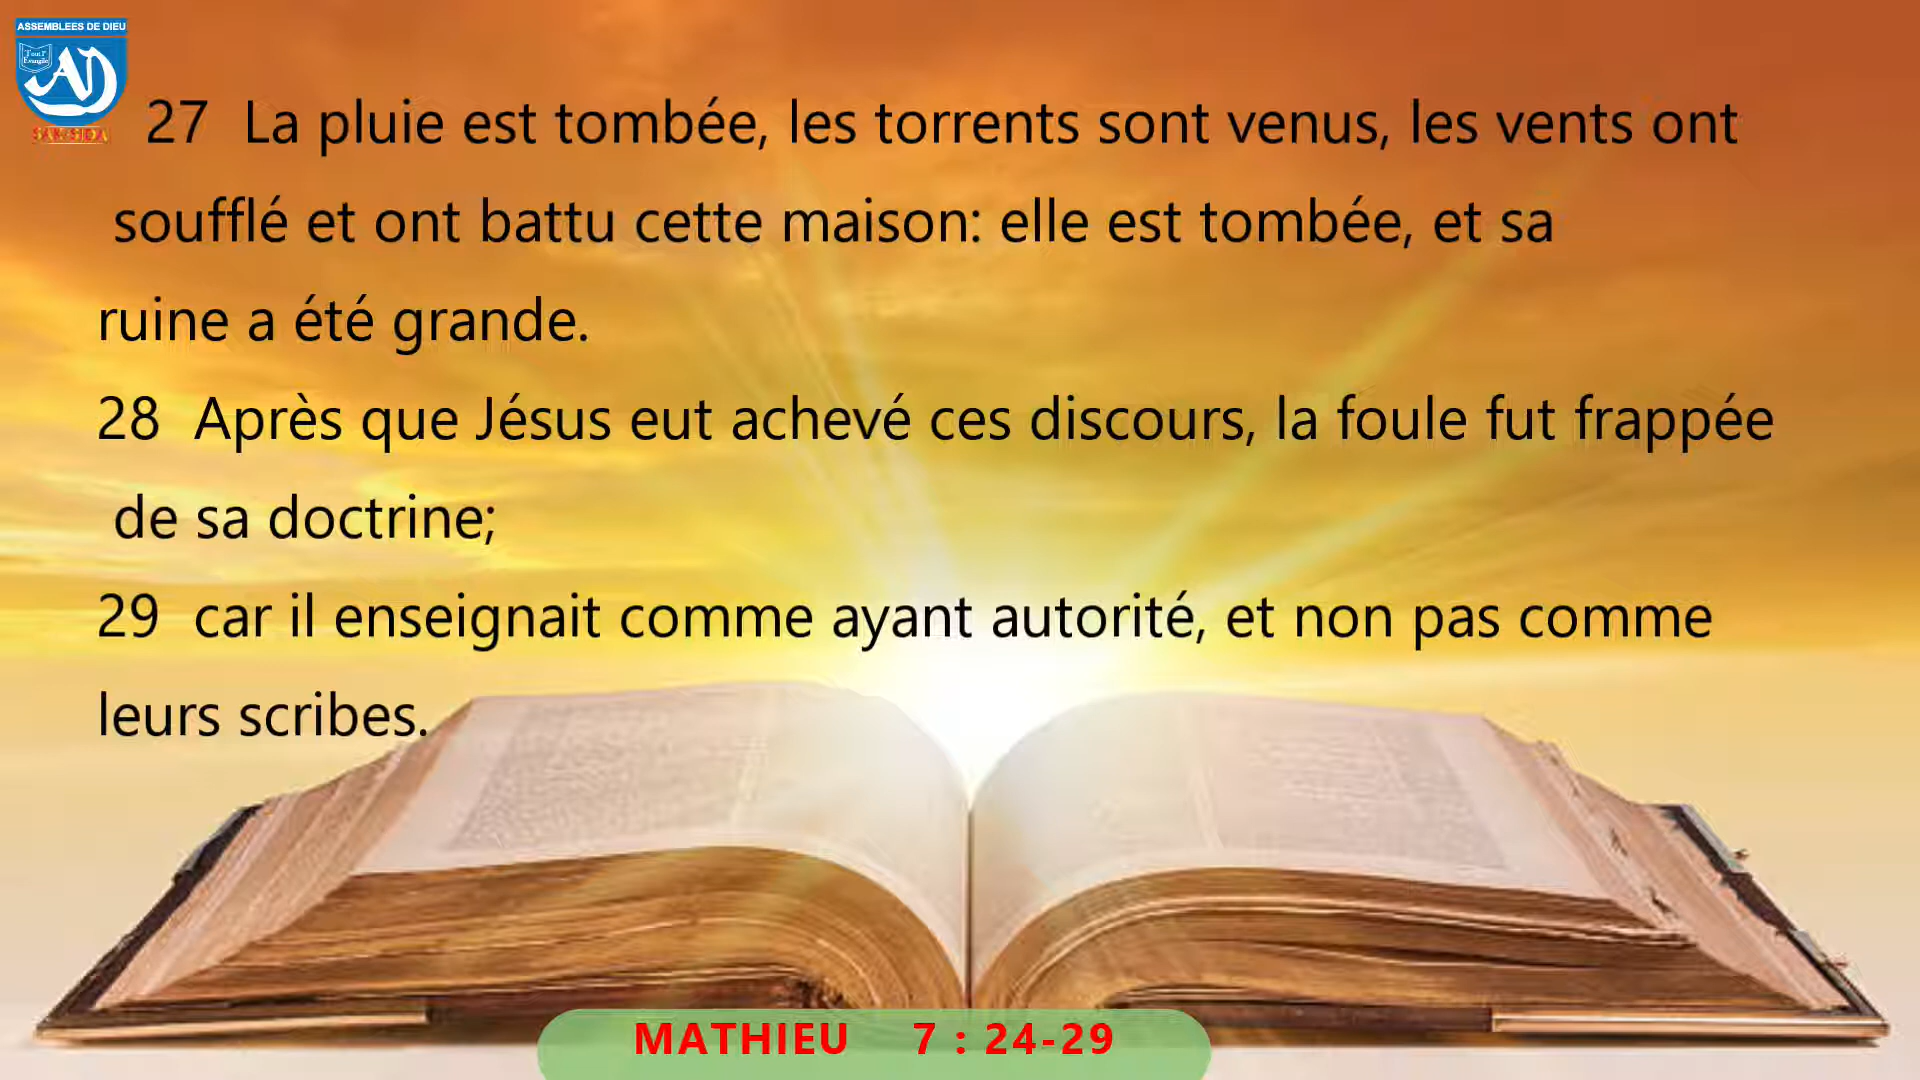 ASSEMBLEES DE DIEU
Tout l'
Évangile
AD
27 La pluie est tombée, les torrents sont venus, les vents ont
soufflé et ont battu cette maison: elle est tombée, et sa
ruine a été grande.
28 Après que Jésus eut achevé ces discours, la foule fut frappée
de sa doctrine;
29 car il enseignait comme ayant autorité, et non pas comme
leurs scribes.
MATHIEU 7 : 24-29